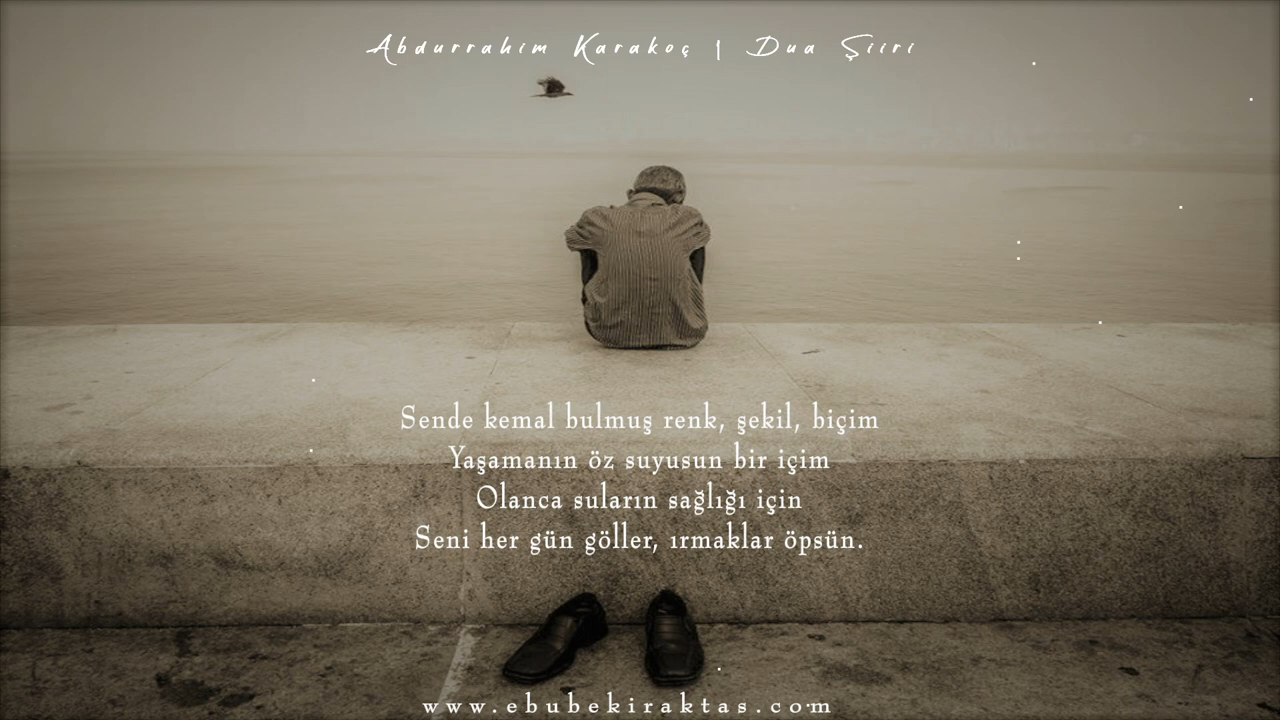 Abdurrahim Karakoç | Dua Şiiri
Sende kemal bulmuş renk, şekil, biçim
Yaşamanın öz suyusun bir içim
Olanca suların sağlığı için
Seni her gün göller, ırmaklar öpsün.
www.ebubekiraktas.com